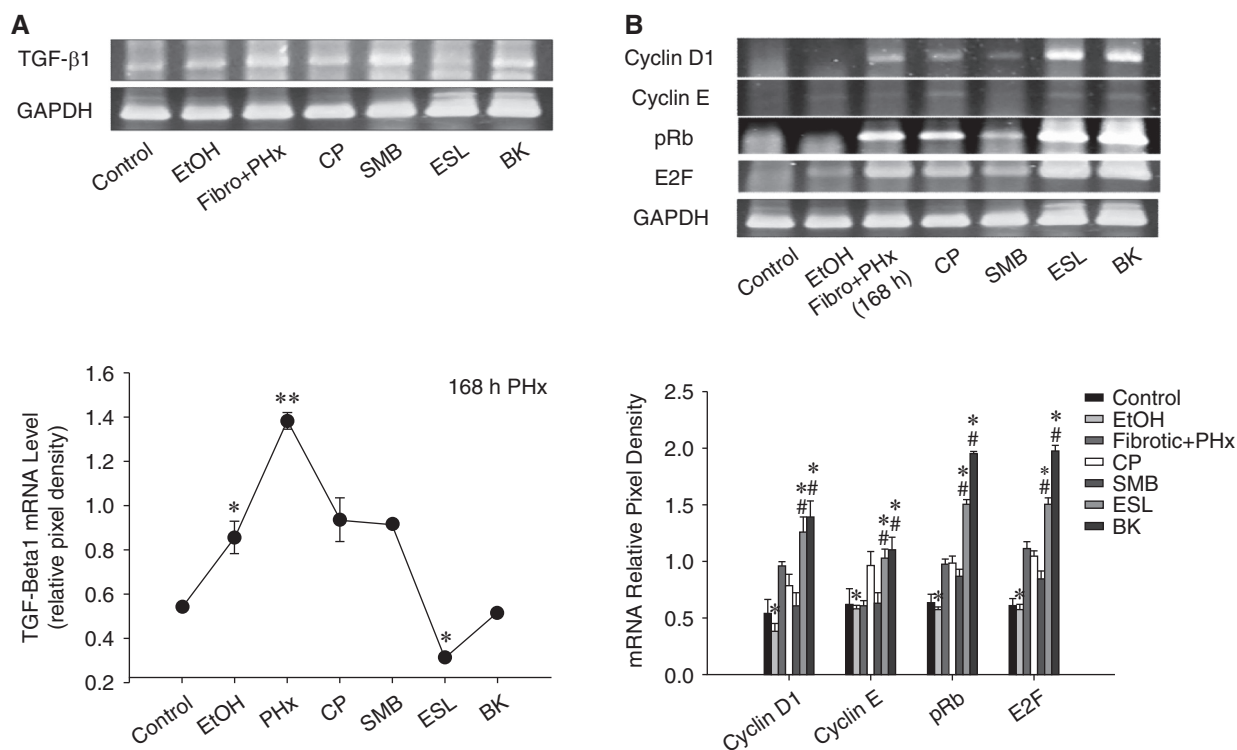 A
TGF-β1
GAPDH
Control
EtOH
Fibro+PHx
CP
SMB
ESL
BK
168 h PHx
TGF-Beta1 mRNA Level
(relative pixel density)
1.6
1.4
1.2
1.0
0.8
0.6
0.4
0.2
*
**
*
Control
EtOH
PHx
CP
SMB
ESL
BK
B
Cyclin D1
Cyclin E
pRb
E2F
GAPDH
Control
EtOH
Fibro+PHx
(168 h)
CP
SMB
ESL
BK
mRNA Relative Pixel Density
2.5
2.0
1.5
1.0
0.5
0.0
*
*
#
*
#
*
*
#
*
#
*
*
#
*
#
*
*
#
*
#
Cyclin D1
Cyclin E
pRb
E2F
Control
EtOH
Fibrotic+PHx
CP
SMB
ESL
BK